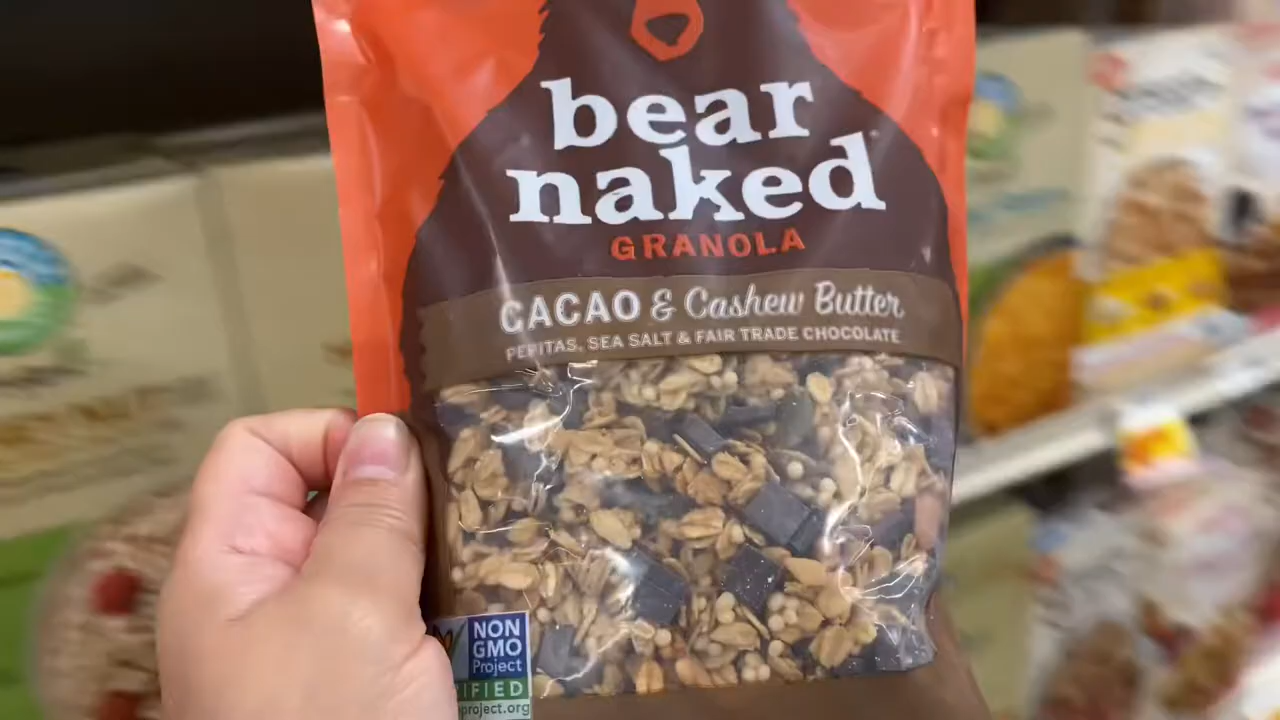 bear
naked
GRANOLA
CACAO & Cashew Butter
PEPITAS, SEA SALT & FAIR TRADE CHOCOLATE
NON
GMO
Project
IFIED
project.org